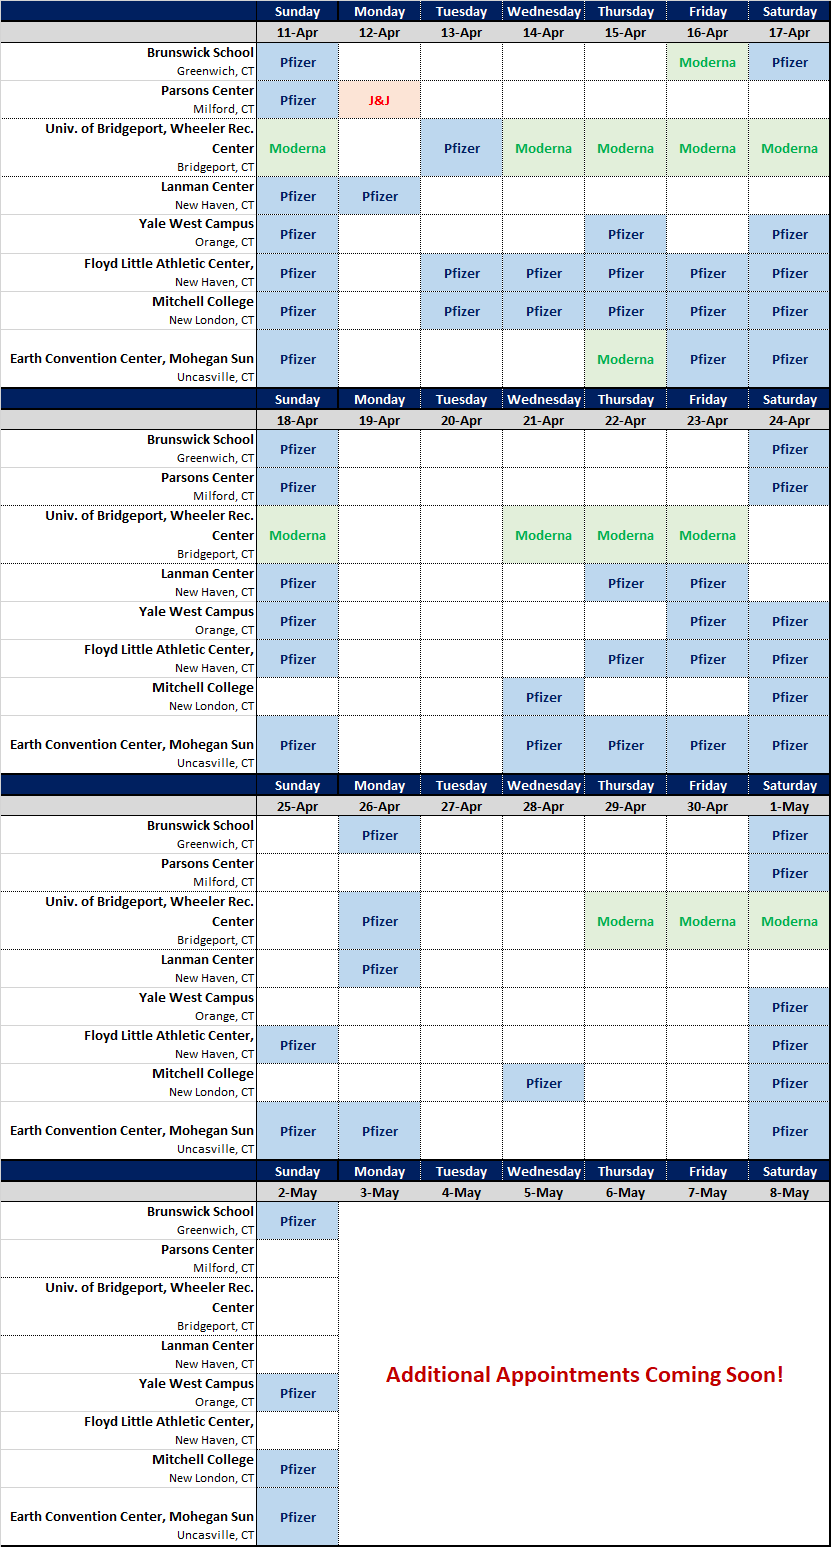 Sunday Monday Tuesday Wednesday Thursday Friday Saturday
11-Apr 12-Apr 13-Apr 14-Apr 15-Apr 16-Apr 17-Apr
Brunswick School
Greenwich, CT
Pfizer Moderna Pfizer
Parsons Center
Milford, CT
Pfizer J&J
Univ. of Bridgeport, Wheeler Rec.
Center
Bridgeport, CT
Moderna Pfizer Moderna Moderna Moderna Moderna
Lanman Center
New Haven, CT
Pfizer Pfizer
Yale West Campus
Orange, CT
Pfizer Pfizer Pfizer
Floyd Little Athletic Center,
New Haven, CT
Pfizer Pfizer Pfizer Pfizer Pfizer Pfizer
Mitchell College
New London, CT
Pfizer Pfizer Pfizer Pfizer Pfizer Pfizer
Earth Convention Center, Mohegan Sun
Uncasville, CT
Pfizer Moderna Pfizer Pfizer
Sunday Monday Tuesday Wednesday Thursday Friday Saturday
18-Apr 19-Apr 20-Apr 21-Apr 22-Apr 23-Apr 24-Apr
Brunswick School
Greenwich, CT
Pfizer Pfizer
Parsons Center
Milford, CT
Pfizer Pfizer
Univ. of Bridgeport, Wheeler Rec.
Center
Bridgeport, CT
Moderna Moderna Moderna Moderna
Lanman Center
New Haven, CT
Pfizer Pfizer Pfizer
Yale West Campus
Orange, CT
Pfizer Pfizer Pfizer
Floyd Little Athletic Center,
New Haven, CT
Pfizer Pfizer Pfizer Pfizer
Mitchell College
New London, CT
Pfizer Pfizer
Earth Convention Center, Mohegan Sun
Uncasville, CT
Pfizer Pfizer Pfizer Pfizer Pfizer
Sunday Monday Tuesday Wednesday Thursday Friday Saturday
25-Apr 26-Apr 27-Apr 28-Apr 29-Apr 30-Apr 1-May
Brunswick School
Greenwich, CT
Pfizer Pfizer
Parsons Center
Milford, CT
Pfizer
Univ. of Bridgeport, Wheeler Rec.
Center
Bridgeport, CT
Pfizer Moderna Moderna Moderna
Lanman Center
New Haven, CT
Pfizer
Yale West Campus
Orange, CT
Pfizer
Floyd Little Athletic Center,
New Haven, CT
Pfizer Pfizer
Mitchell College
New London, CT
Pfizer Pfizer
Earth Convention Center, Mohegan Sun
Uncasville, CT
Pfizer Pfizer Pfizer
Sunday Monday Tuesday Wednesday Thursday Friday Saturday
2-May 3-May 4-May 5-May 6-May 7-May 8-May
Brunswick School
Greenwich, CT
Pfizer
Parsons Center
Milford, CT
Univ. of Bridgeport, Wheeler Rec.
Center
Bridgeport, CT
Lanman Center
New Haven, CT
Additional Appointments Coming Soon!
Yale West Campus
Orange, CT
Pfizer
Floyd Little Athletic Center,
New Haven, CT
Mitchell College
New London, CT
Pfizer
Earth Convention Center, Mohegan Sun
Uncasville, CT
Pfizer